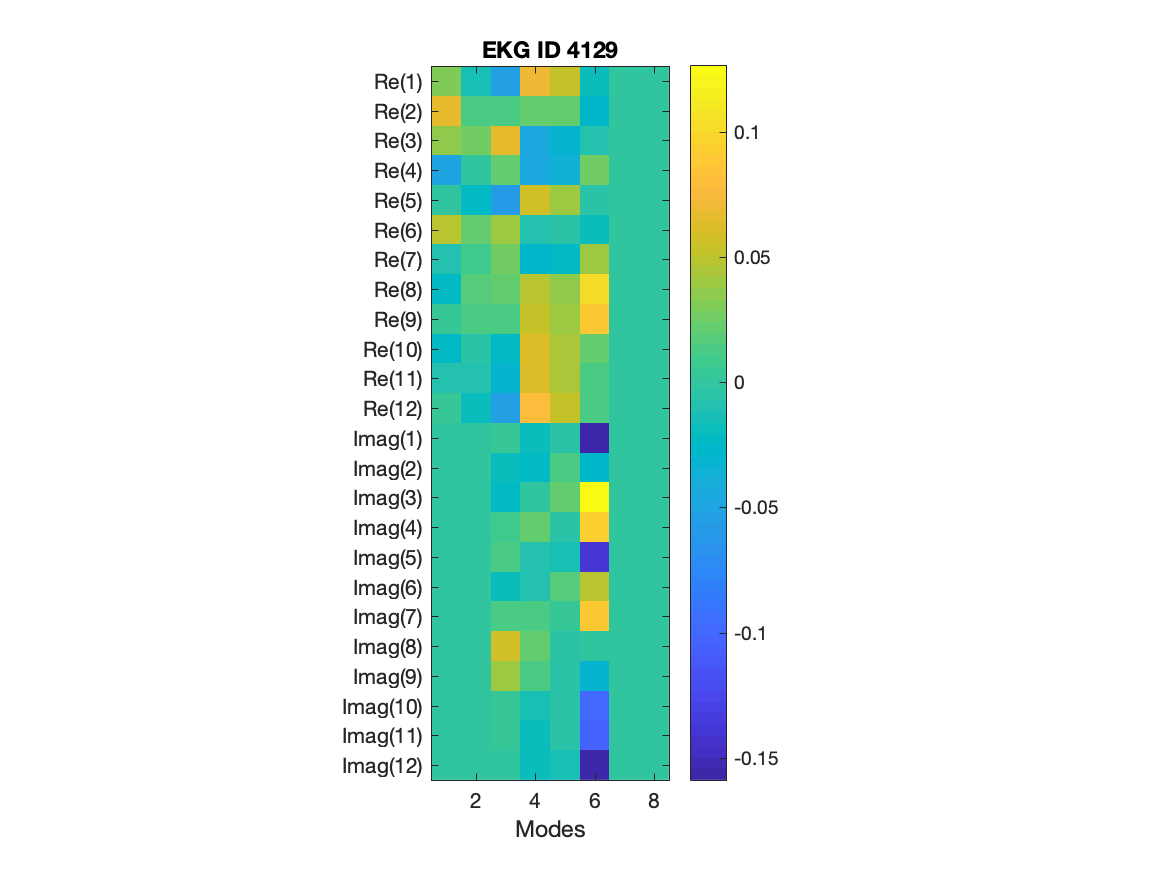 EKG ID 4129
Re(1)
Re(2)
Re(3)
Re(4)
Re(5)
Re(6)
Re(7)
Re(8)
Re(9)
Re(10)
Re(11)
Re(12)
Imag(1)
Imag(2)
Imag(3)
Imag(4)
Imag(5)
Imag(6)
Imag(7)
Imag(8)
Imag(9)
Imag(10)
Imag(11)
Imag(12)
2 4 6 8
Modes
0.1
0.05
0
-0.05
-0.1
-0.15